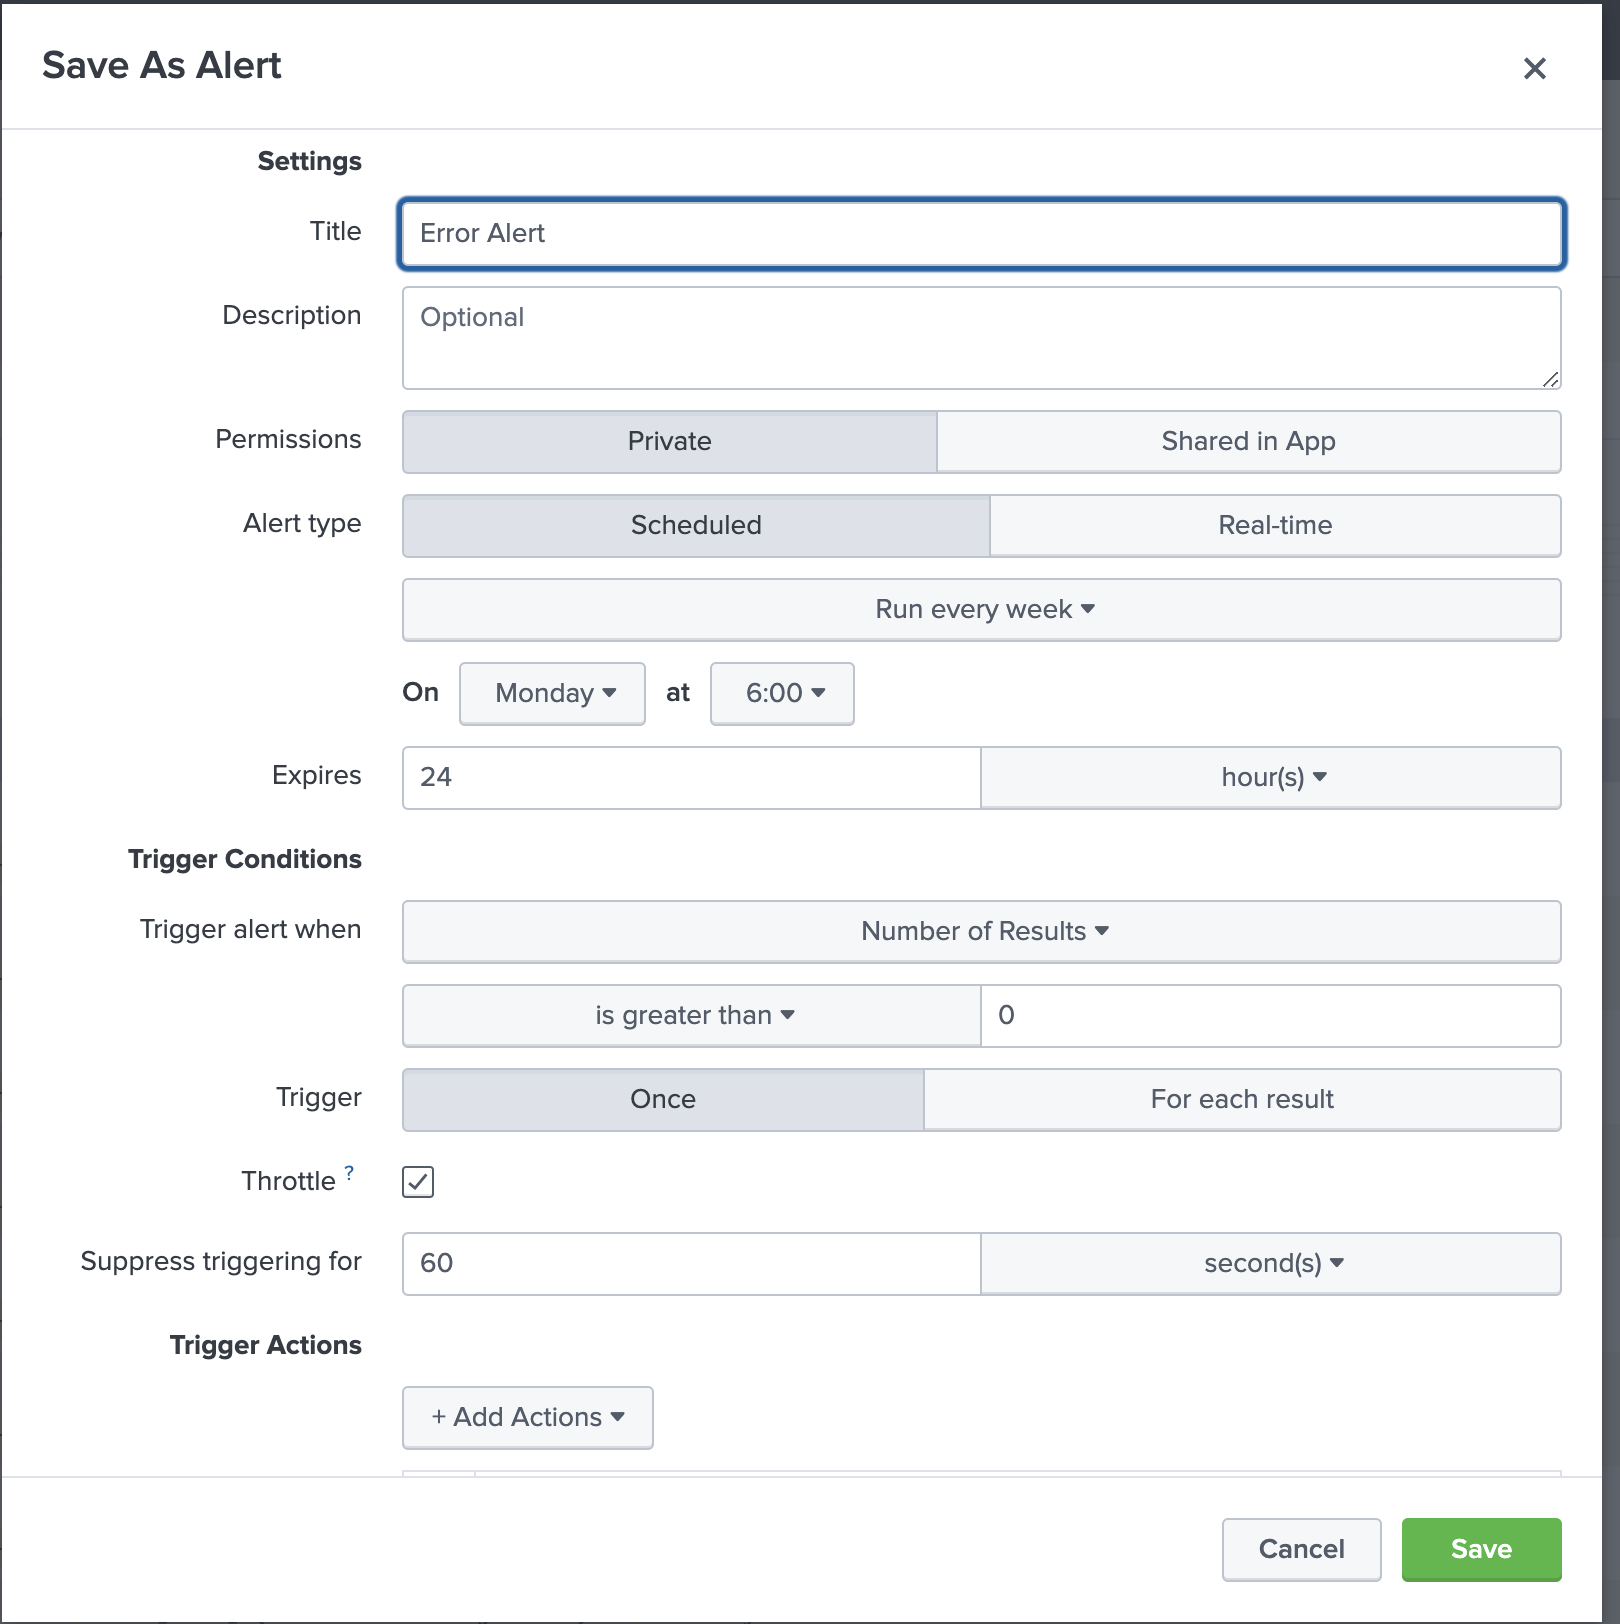 Save As Alert
Settings
Title Error Alert
Description Optional
Permissions Private Shared in App
Alert type Scheduled Real-time
Run every week
On Monday at 6:00
Expires 24 hour(s)
Trigger Conditions
Trigger alert when Number of Results
is greater than 0
Trigger Once For each result
Throttle ?
Suppress triggering for 60 second(s)
Trigger Actions
+ Add Actions
Cancel Save